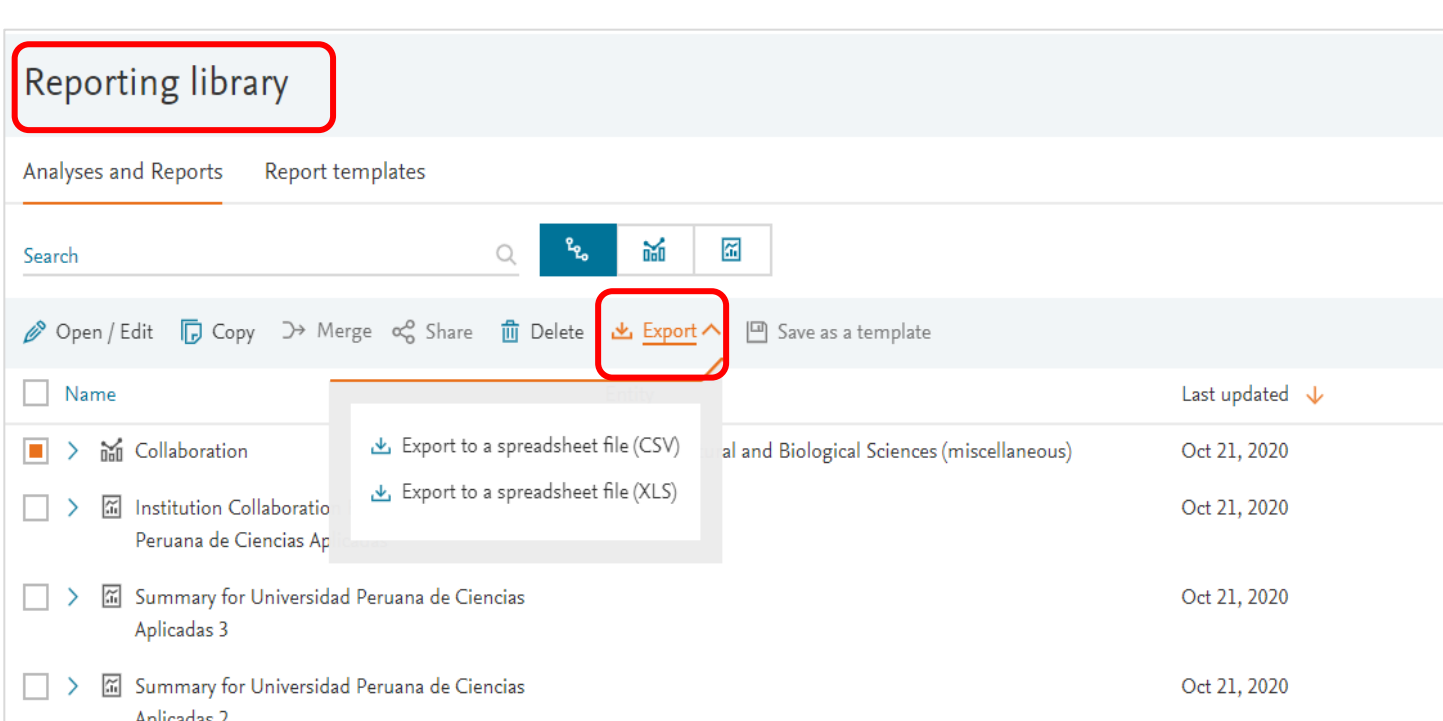 Reporting library
Analyses and Reports Report templates
Search
Open / Edit Copy Merge Share Delete Export Save as a template
Name Last updated
Collaboration al and Biological Sciences (miscellaneous) Oct 21, 2020
Export to a spreadsheet file (CSV)
Export to a spreadsheet file (XLS)
Institution Collaboratio Oct 21, 2020
Peruana de Ciencias Ap
Summary for Universidad Peruana de Ciencias Oct 21, 2020
Aplicadas 3
Summary for Universidad Peruana de Ciencias Oct 21, 2020
Aplicadas 2